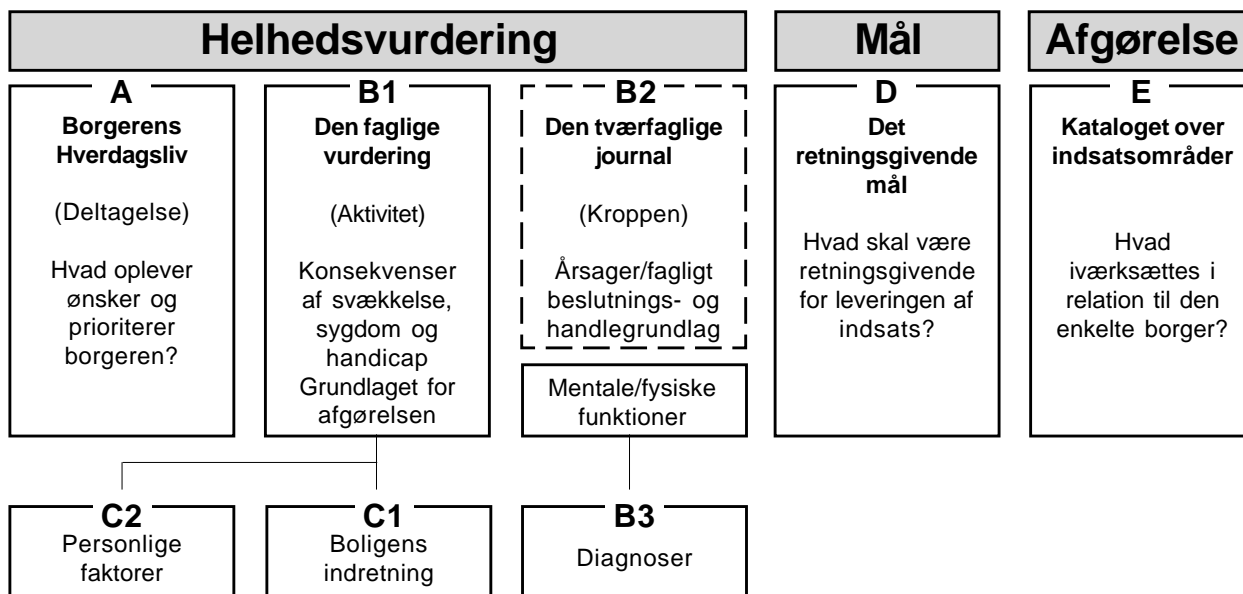 Helhedsvurdering
Mål
Afgørelse
A
Borgerens
Hverdagsliv
(Deltagelse)
Hvad oplever
ønsker og
prioriterer
borgeren?
B1
Den faglige
vurdering
(Aktivitet)
Konsekvenser
af svækkelse,
sygdom og
handicap
Grundlaget for
afgørelsen
B2
Den tværfaglige
journal
(Kroppen)
Årsager/fagligt
beslutnings- og
handlegrundlag
Mentale/fysiske
funktioner
D
Det
retningsgivende
mål
Hvad skal være
retningsgivende
for leveringen af
indsats?
E
Kataloget over
indsatsområder
Hvad
iværksættes i
relation til den
enkelte borger?
C2
Personlige
faktorer
C1
Boligens
indretning
B3
Diagnoser